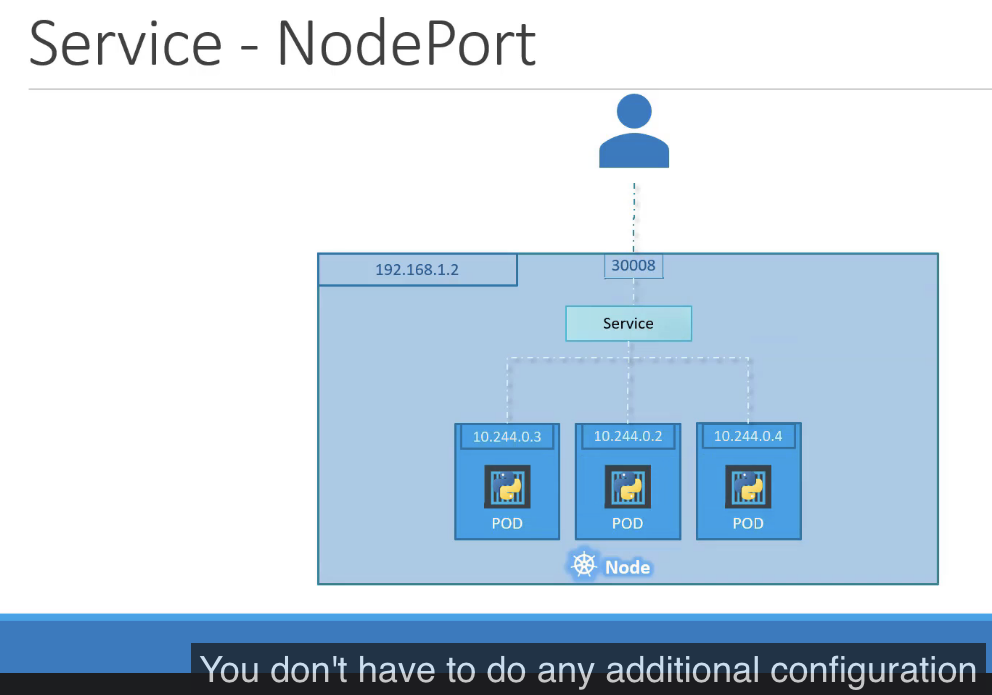 Service - NodePort
192.168.1.2
30008
Service
10.244.0.3
10.244.0.2
10.244.0.4
POD
POD
POD
Node
You don't have to do any additional configuration